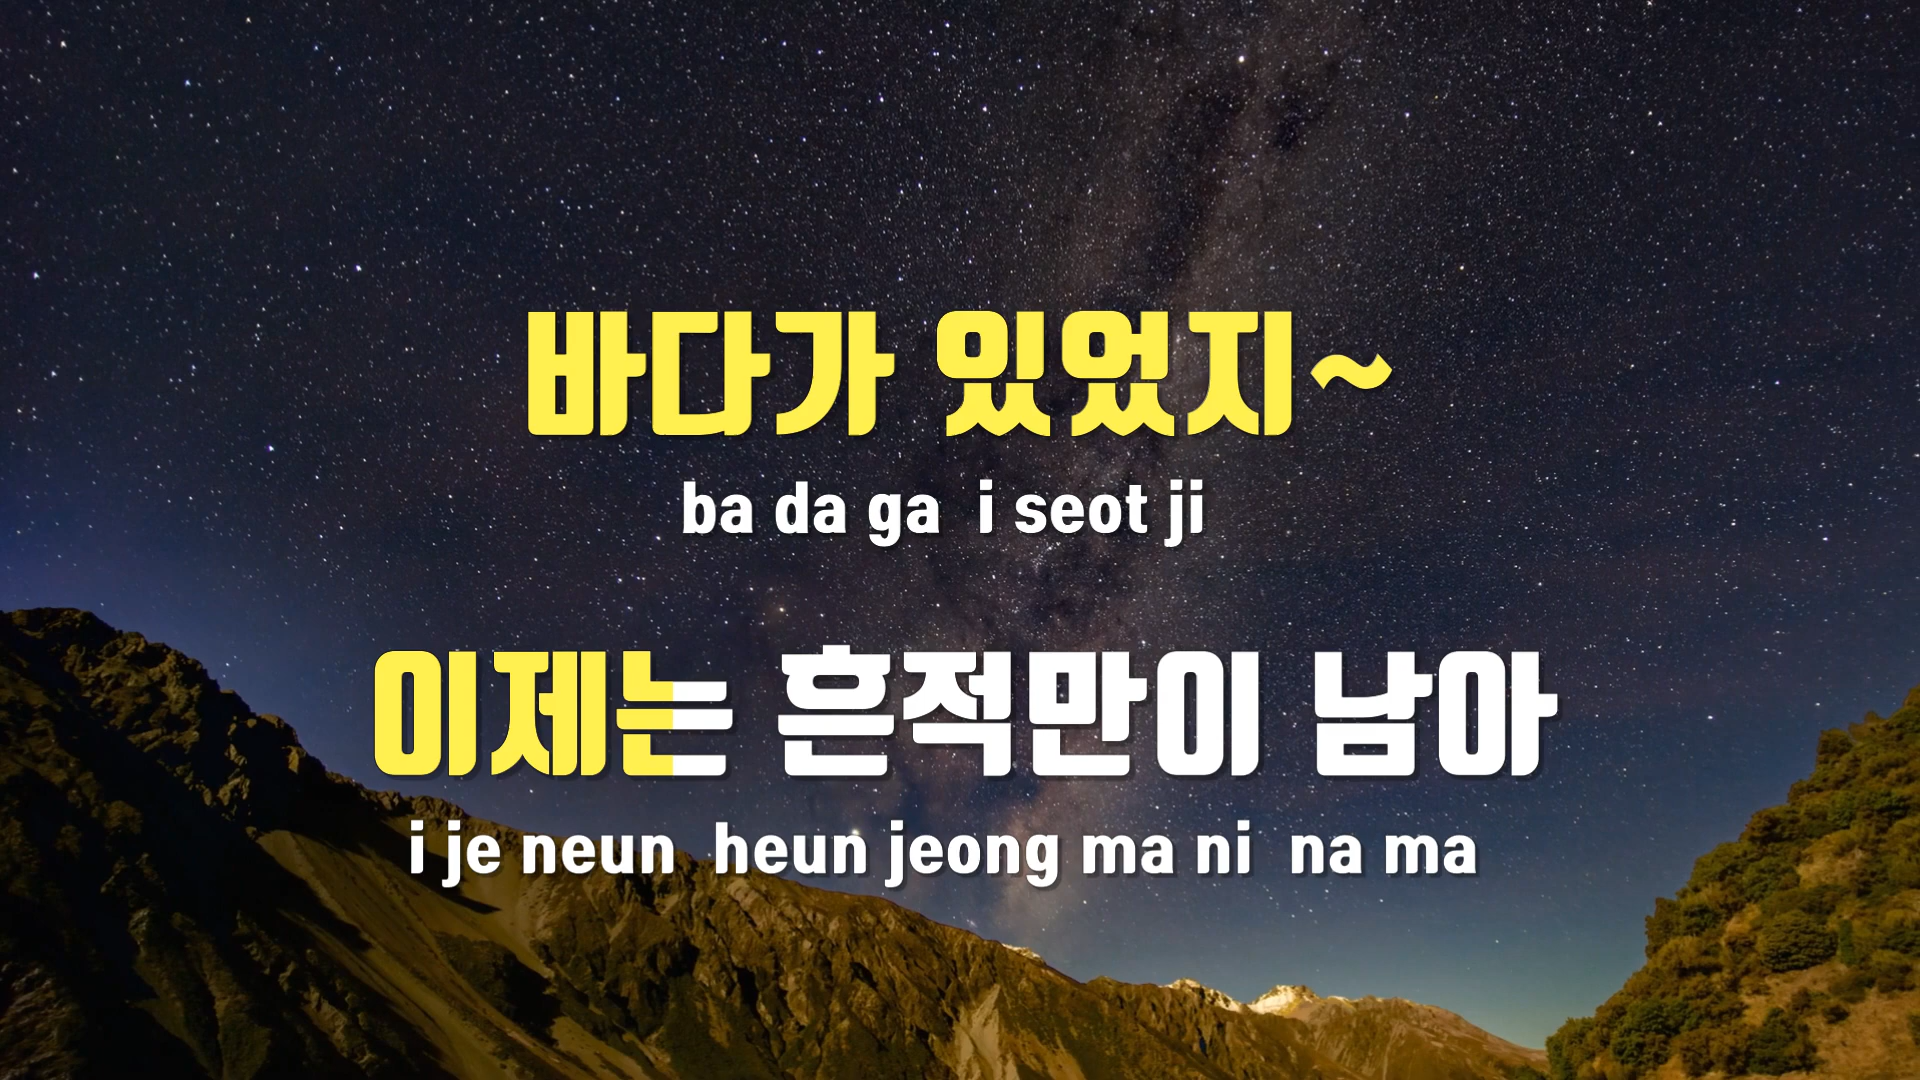 바다가 있었지~
ba da ga i seot ji
이제는 흔적만이 남아
i je neun heun jeong ma ni na ma